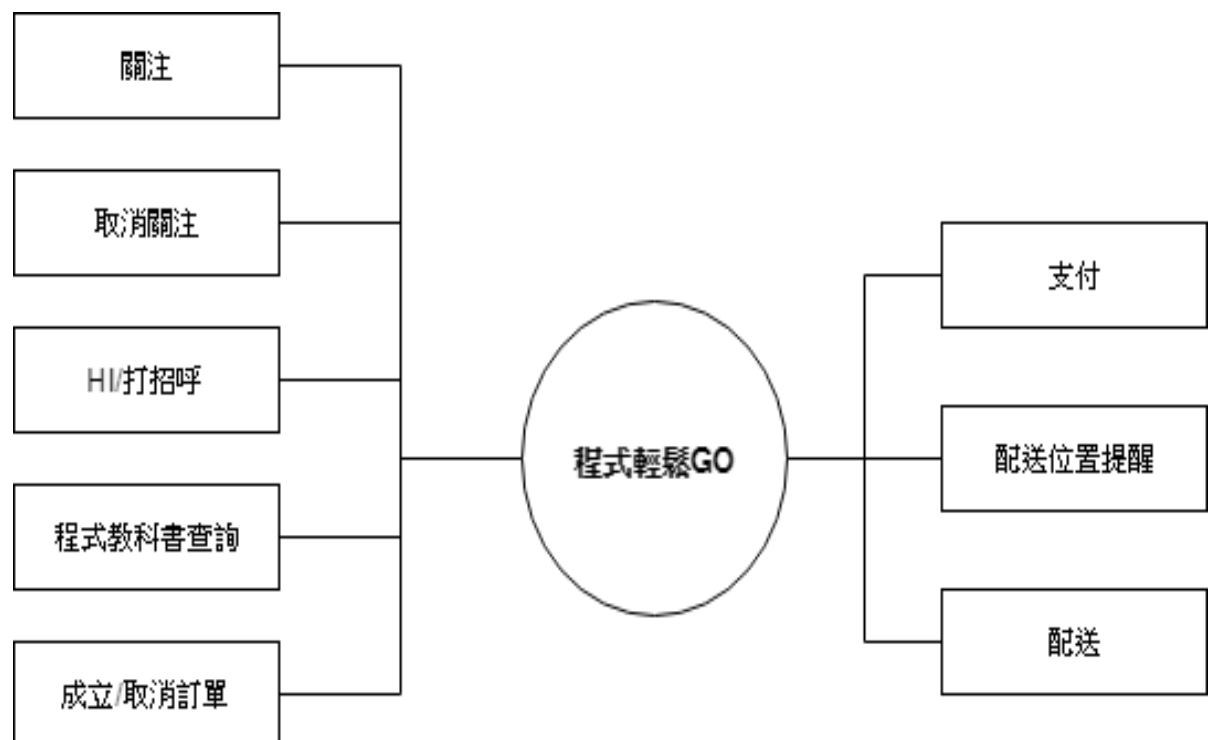 關注
取消關注
HI/打招呼
程式教科書查詢
成立/取消訂單
程式輕鬆GO
支付
配送位置提醒
配送